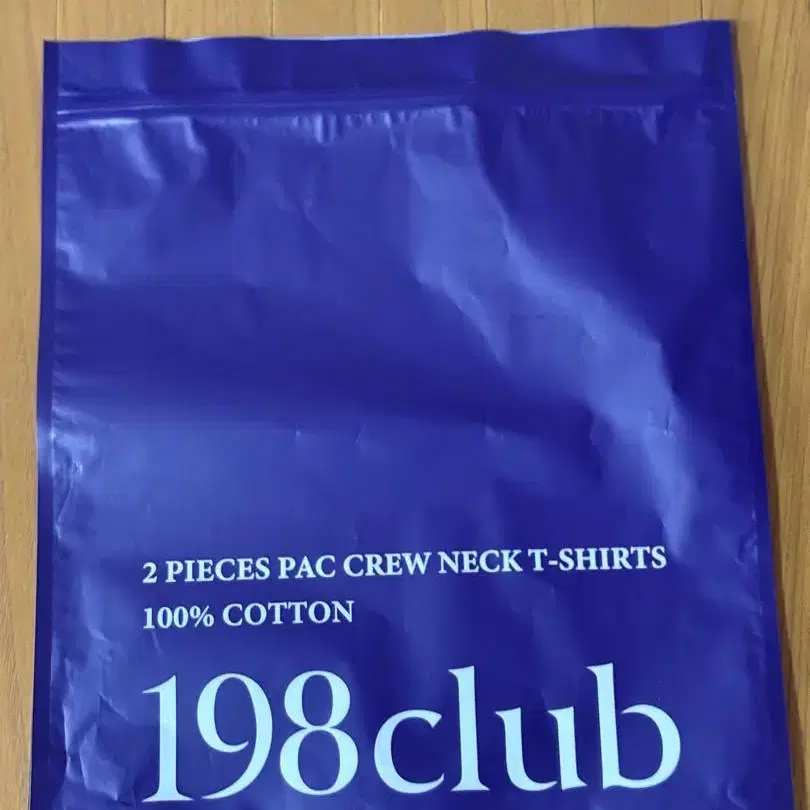 2 PIECES PAC CREW NECK T-SHIRTS
100% COTTON
198club